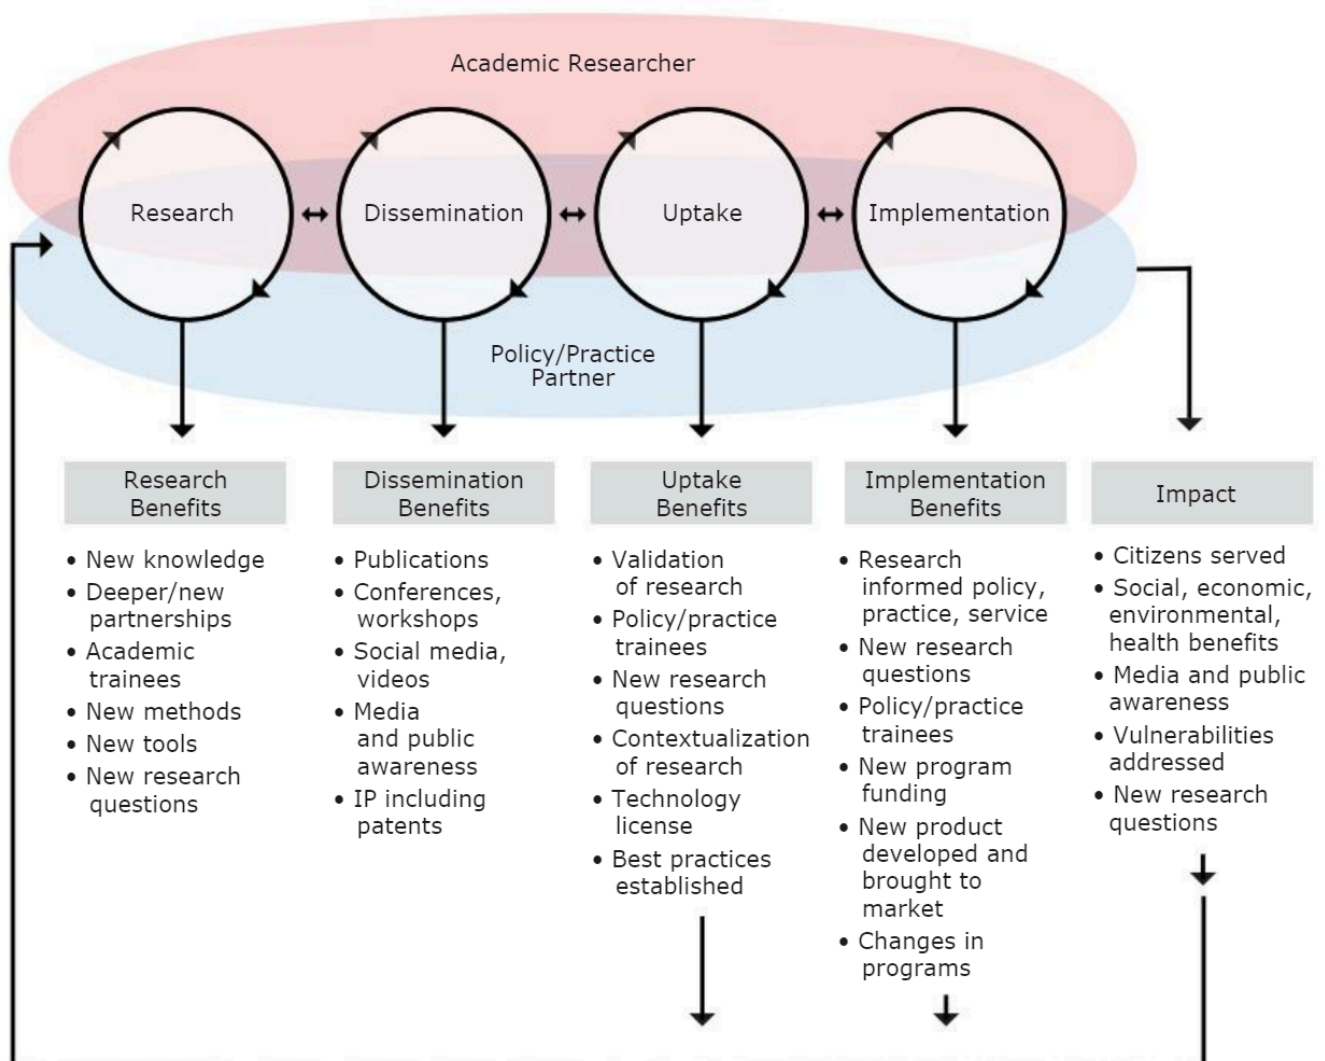 Academic Researcher
Research
Dissemination
Uptake
Implementation
Policy/Practice
Partner
Research
Benefits
• New knowledge
• Deeper/new
partnerships
• Academic
trainees
• New methods
• New tools
• New research
questions
Dissemination
Benefits
• Publications
• Conferences,
workshops
• Social media,
videos
• Media
and public
awareness
• IP including
patents
Uptake
Benefits
• Validation
of research
• Policy/practice
trainees
• New research
questions
• Contextualization
of research
• Technology
license
• Best practices
established
Implementation
Benefits
• Research
informed policy,
practice, service
• New research
questions
• Policy/practice
trainees
• New program
funding
• New product
developed and
brought to
market
• Changes in
programs
Impact
• Citizens served
• Social, economic,
environmental,
health benefits
• Media and public
awareness
• Vulnerabilities
addressed
• New research
questions